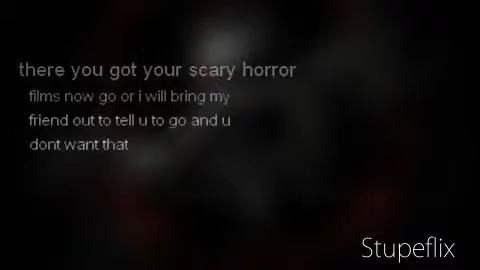 there you got your scary horror
films now go or i will bring my
friend out to tell u to go and u
dont want that
Stupeflix